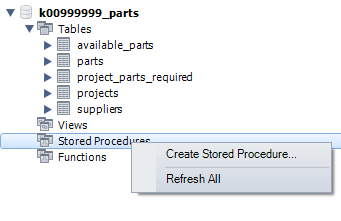 k00999999_parts
Tables
available_parts
parts
project_parts_required
projects
suppliers
Views
Stored Procedures
Create Stored Procedure...
Functions
Refresh All